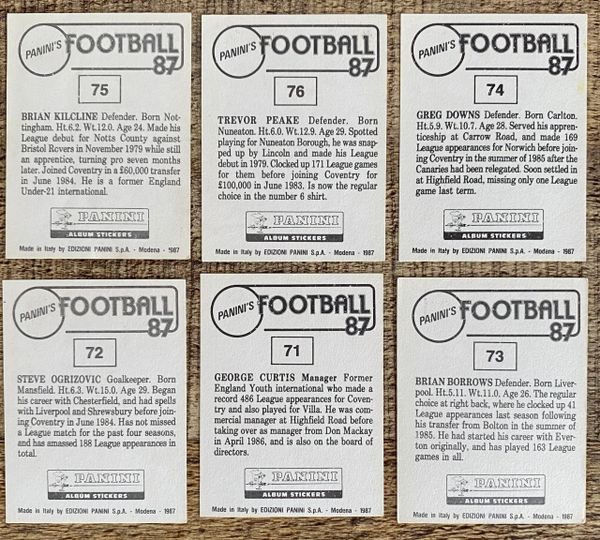 PANINI'S FOOTBALL 87
75
BRIAN KILCLINE Defender. Born Not-
tingham. Ht.6.2. Wt.12.0. Age 24. Made his
League debut for Notts County against
Bristol Rovers in November 1979 while still
an apprentice, turning pro seven months
later. Joined Coventry in a £60,000 transfer
in June 1984. He is a former England
Under-21 international.
PANINI
ALBUM STICKERS
Made in Italy by EDIZIONI PANINI S.p.A. - Modena - 1987
PANINI'S FOOTBALL 87
76
TREVOR PEAKE Defender. Born
Nuneaton. Ht.6.0. Wt.12.9. Age 29. Spotted
playing for Nuneaton Borough, he was snap-
ped up by Lincoln and made his League
debut in 1979. Clocked up 171 League games
for them before joining Coventry for
£100,000 in June 1983. Is now the regular
choice in the number 6 shirt.
PANINI
ALBUM STICKERS
Made in Italy by EDIZIONI PANINI S.p.A. - Modena - 1987
PANINI'S FOOTBALL 87
74
GREG DOWNS Defender. Born Carlton.
Ht.5.9. Wt.10.7. Age 28. Served his appren-
ticeship at Carrow Road, and made 169
League appearances for Norwich before join-
ing Coventry in the summer of 1985 after the
Canaries had been relegated. Soon settled in
at Highfield Road, missing only one League
game last term.
PANINI
ALBUM STICKERS
Made in Italy by EDIZIONI PANINI S.p.A. - Modena - 1987
PANINI'S FOOTBALL 87
72
STEVE OGRIZOVIC Goalkeeper. Born
Mansfield. Ht.6.3. Wt.15.0. Age 29. Began
his career with Chesterfield, and had spells
with Liverpool and Shrewsbury before join-
ing Coventry in June 1984. Has not missed
a League match for the past four seasons,
and has amassed 188 League appearances in
total.
PANINI
ALBUM STICKERS
Made in Italy by EDIZIONI PANINI S.p.A. - Modena - 1987
PANINI'S FOOTBALL 87
71
GEORGE CURTIS Manager Former
England Youth international who made a
record 486 League appearances for Coven-
try and also played for Villa. He was com-
mercial manager at Highfield Road before
taking over as manager from Don Mackay
in April 1986, and is also on the board of
directors.
PANINI
ALBUM STICKERS
Made in Italy by EDIZIONI PANINI S.p.A. - Modena - 1987
PANINI'S FOOTBALL 87
73
BRIAN BORROWS Defender. Born Liver-
pool. Ht.5.11. Wt.11.0. Age 26. The regular
choice at right back, where he clocked up 41
League appearances last season following
his transfer from Bolton in the summer of
1985. He had started his career with Ever-
ton originally, and has played 163 League
games in all.
PANINI
ALBUM STICKERS
Made in Italy by EDIZIONI PANINI S.p.A. - Modena - 1987